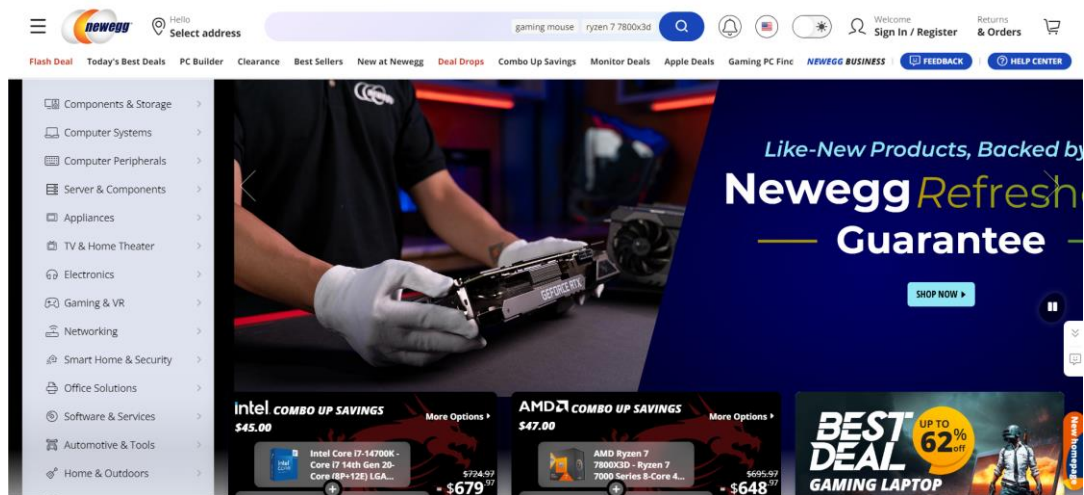 newegg
Hello
Select address
gaming mouse
ryzen 7 7800x3d
Welcome
Sign In / Register
Returns
& Orders
Flash Deal
Today's Best Deals
PC Builder
Clearance
Best Sellers
New at Newegg
Deal Drops
Combo Up Savings
Monitor Deals
Apple Deals
Gaming PC Finc
NEWEGG BUSINESS
FEEDBACK
HELP CENTER
Components & Storage
Computer Systems
Computer Peripherals
Server & Components
Appliances
TV & Home Theater
Electronics
Gaming & VR
Networking
Smart Home & Security
Office Solutions
Software & Services
Automotive & Tools
Home & Outdoors
GEFORCE RTX
Like-New Products, Backed by
Newegg Refreshe
Guarantee
SHOP NOW
intel COMBO UP SAVINGS
$45.00
More Options
Intel Core i7-14700K -
Core i7 14th Gen 20-
Core (8P+12E) LGA...
$724.97
- $679.97
AMD COMBO UP SAVINGS
$47.00
More Options
AMD Ryzen 7
7800X3D - Ryzen 7
7000 Series 8-Core 4...
$695.97
- $648.97
BEST
DEAL
UP TO
62%
off
GAMING LAPTOP
New homepage